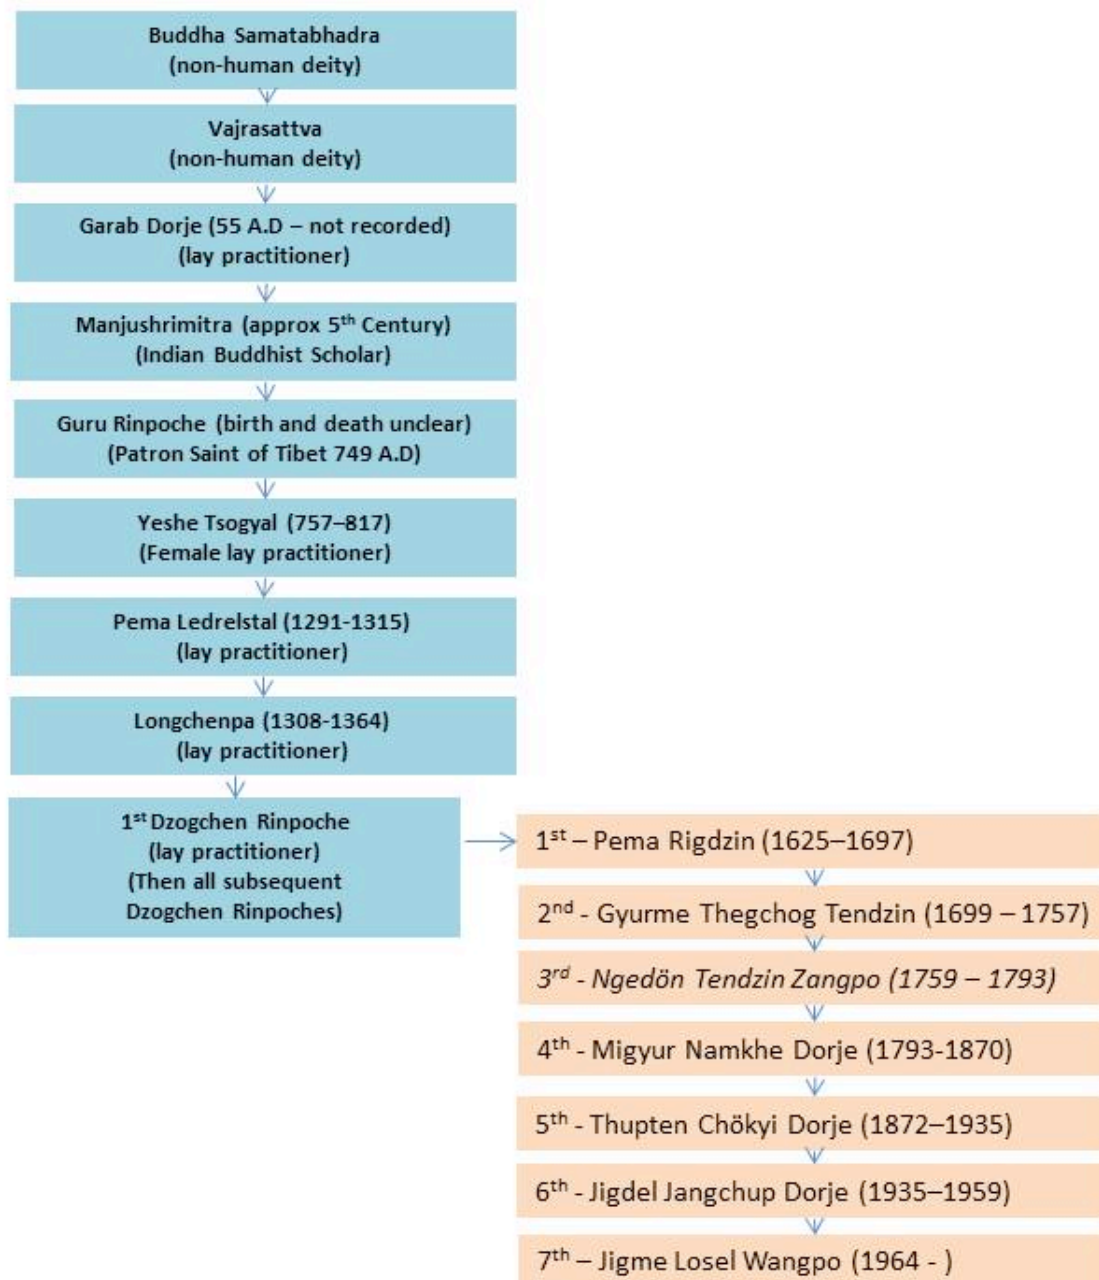 Buddha Samatabhadra
(non-human deity)
Vajrasattva
(non-human deity)
Garab Dorje (55 A.D – not recorded)
(lay practitioner)
Manjushrimitra (approx 5th Century)
(Indian Buddhist Scholar)
Guru Rinpoche (birth and death unclear)
(Patron Saint of Tibet 749 A.D)
Yeshe Tsogyal (757–817)
(Female lay practitioner)
Pema Ledrelstal (1291-1315)
(lay practitioner)
Longchenpa (1308-1364)
(lay practitioner)
1st Dzogchen Rinpoche
(lay practitioner)
(Then all subsequent
Dzogchen Rinpoches)
1st – Pema Rigdzin (1625–1697)
2nd - Gyurme Thegchog Tendzin (1699 – 1757)
3rd - Ngedön Tendzin Zangpo (1759 – 1793)
4th - Migyur Namkhe Dorje (1793-1870)
5th - Thupten Chökyi Dorje (1872–1935)
6th - Jigdel Jangchup Dorje (1935–1959)
7th – Jigme Losel Wangpo (1964 - )